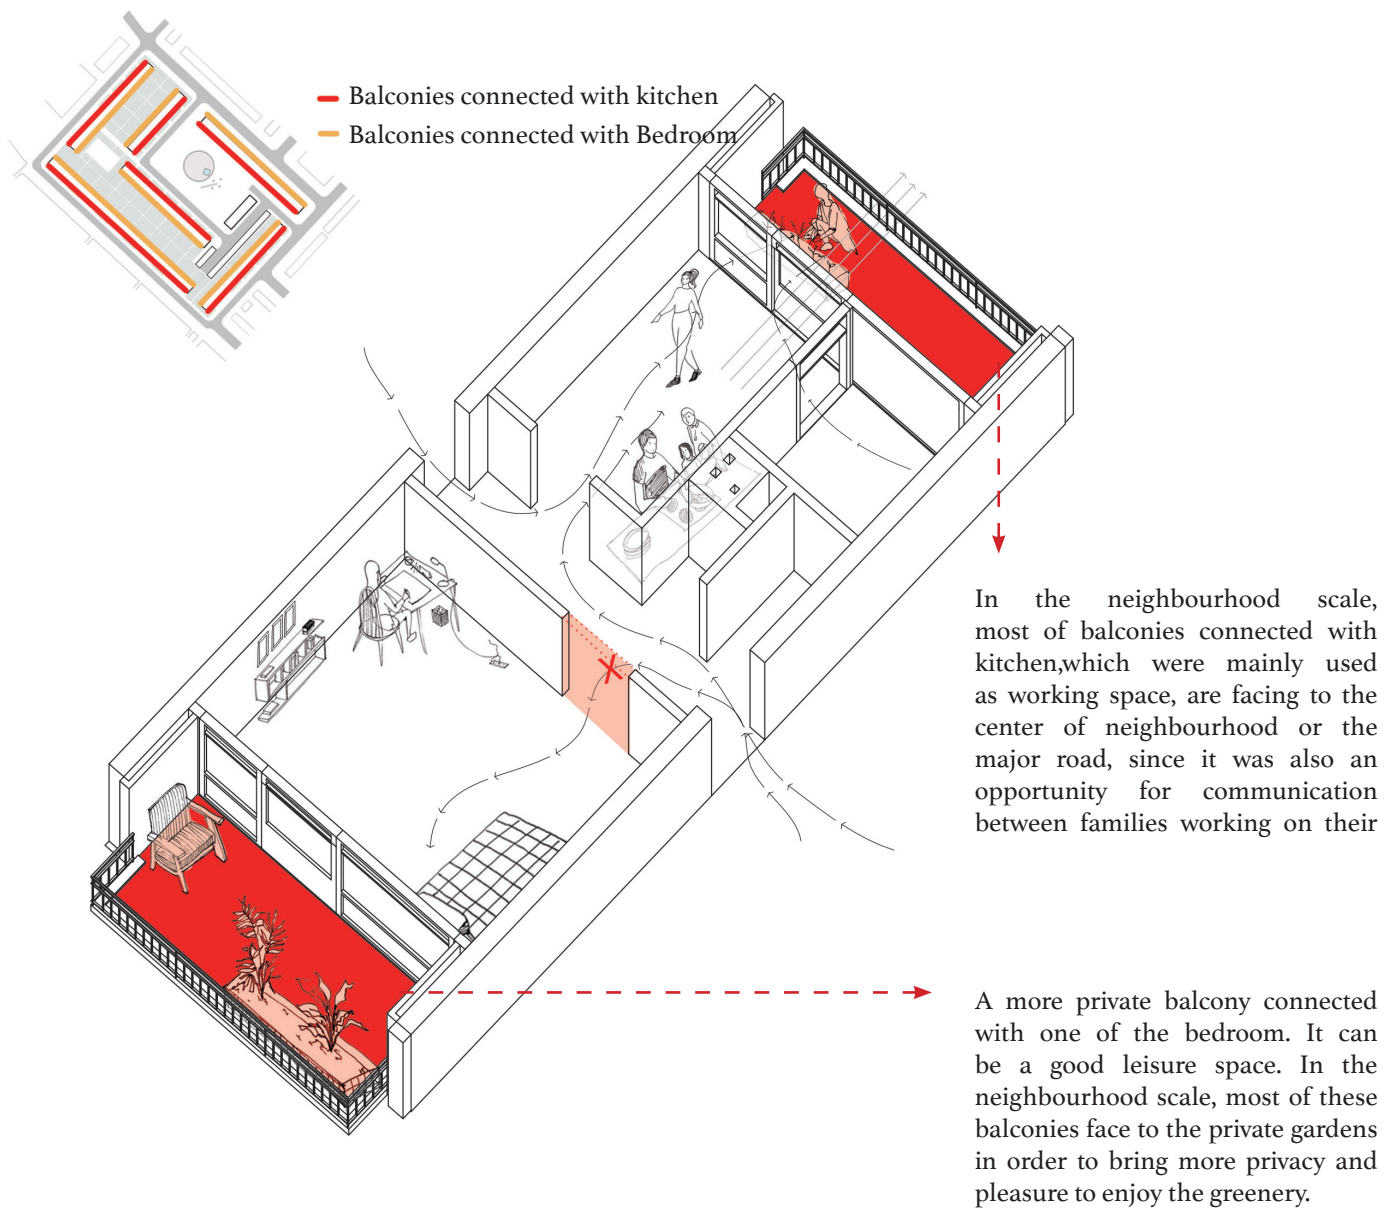 Balconies connected with kitchen
Balconies connected with Bedroom
In the neighbourhood scale,
most of balconies connected with
kitchen,which were mainly used
as working space, are facing to the
center of neighbourhood or the
major road, since it was also an
opportunity for communication
between families working on their
A more private balcony connected
with one of the bedroom. It can
be a good leisure space. In the
neighbourhood scale, most of these
balconies face to the private gardens
in order to bring more privacy and
pleasure to enjoy the greenery.